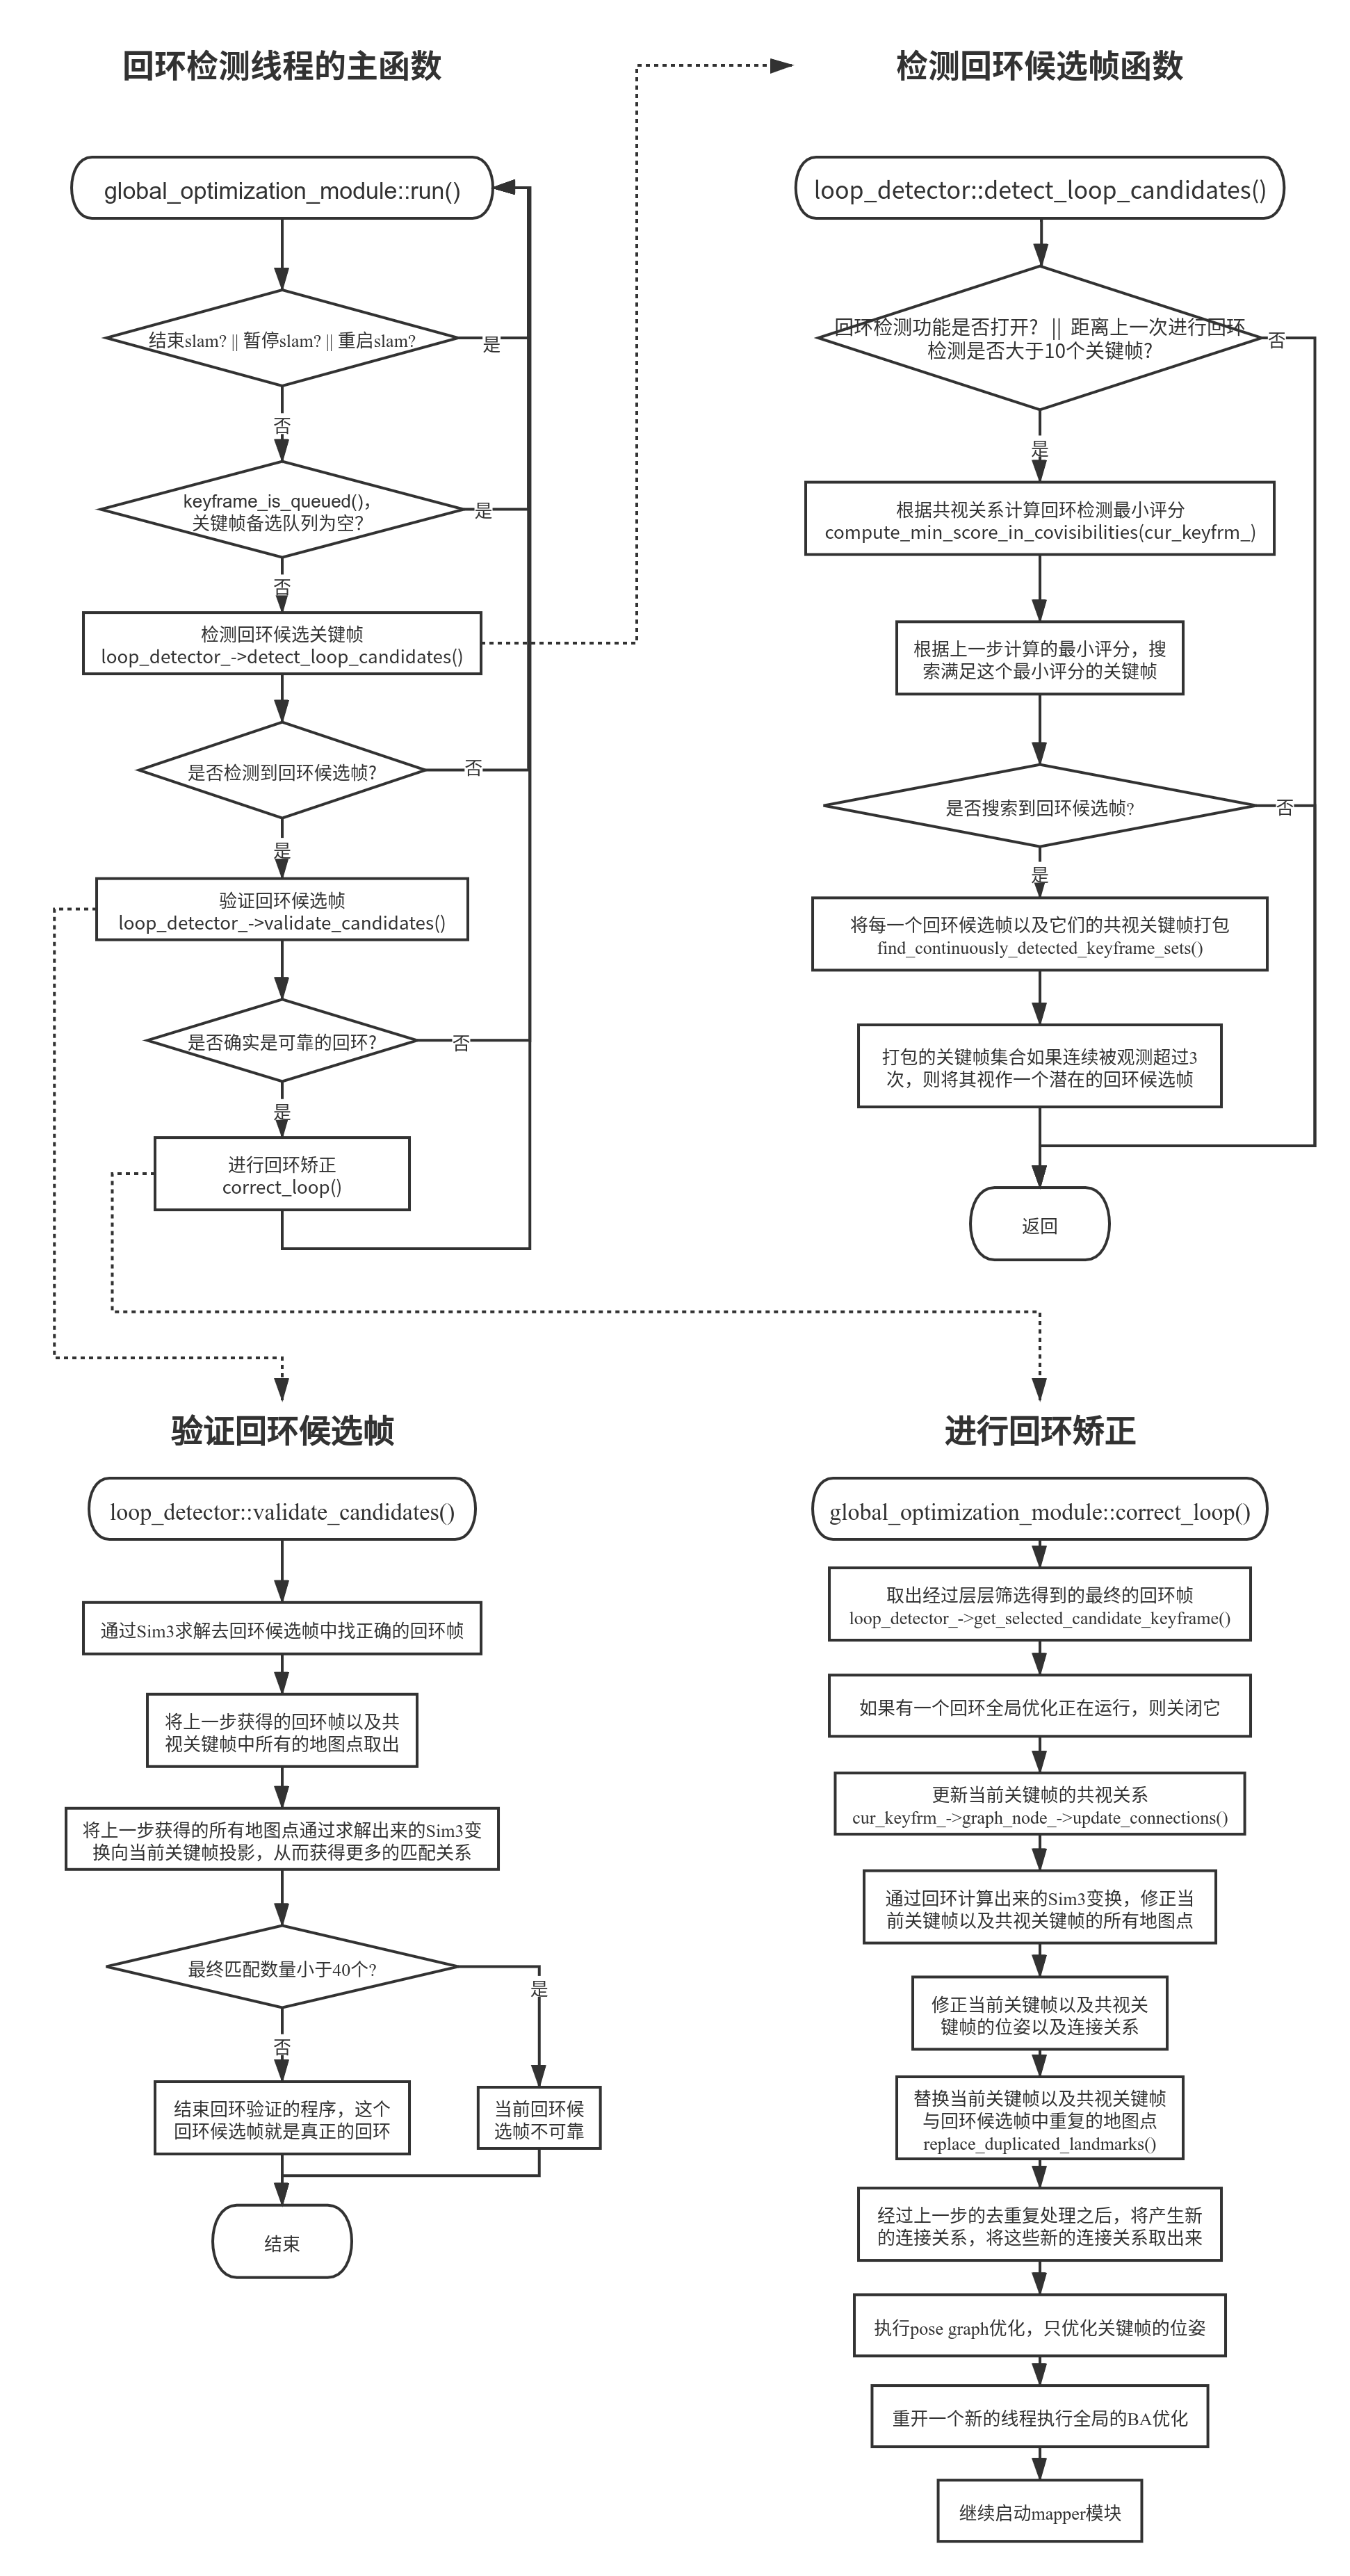 回环检测线程的主函数
global_optimization_module::run()
结束slam? || 暂停slam? || 重启slam?
是
否
keyframe_is_queued(),
关键帧备选队列为空?
是
否
检测回环候选关键帧
loop_detector_->detect_loop_candidates()
是否检测到回环候选帧?
否
是
验证回环候选帧
loop_detector_->validate_candidates()
是否确实是可靠的回环?
否
是
进行回环矫正
correct_loop()
检测回环候选帧函数
loop_detector::detect_loop_candidates()
回环检测功能是否打开? || 距离上一次进行回环
检测是否大于10个关键帧?
否
是
根据共视关系计算回环检测最小评分
compute_min_score_in_covisibilities(cur_keyfrm_)
根据上一步计算的最小评分，搜
索满足这个最小评分的关键帧
是否搜索到回环候选帧?
否
是
将每一个回环候选帧以及它们的共视关键帧打包
find_continuously_detected_keyframe_sets()
打包的关键帧集合如果连续被观测超过3
次，则将其视作一个潜在的回环候选帧
返回
验证回环候选帧
loop_detector::validate_candidates()
通过Sim3求解去回环候选帧中找正确的回环帧
将上一步获得的回环帧以及共
视关键帧中所有的地图点取出
将上一步获得的所有地图点通过求解出来的Sim3变
换向当前关键帧投影，从而获得更多的匹配关系
最终匹配数量小于40个?
是
否
结束回环验证的程序，这个
回环候选帧就是真正的回环
当前回环候
选帧不可靠
结束
进行回环矫正
global_optimization_module::correct_loop()
取出经过层层筛选得到的最终的回环帧
loop_detector_->get_selected_candidate_keyframe()
如果有一个回环全局优化正在运行，则关闭它
更新当前关键帧的共视关系
cur_keyfrm_->graph_node_->update_connections()
通过回环计算出来的Sim3变换，修正当
前关键帧以及共视关键帧的所有地图点
修正当前关键帧以及共视关
键帧的位姿以及连接关系
替换当前关键帧以及共视关键帧
与回环候选帧中重复的地图点
replace_duplicated_landmarks()
经过上一步的去重复处理之后，将产生新
的连接关系，将这些新的连接关系取出来
执行pose graph优化，只优化关键帧的位姿
重开一个新的线程执行全局的BA优化
继续启动mapper模块